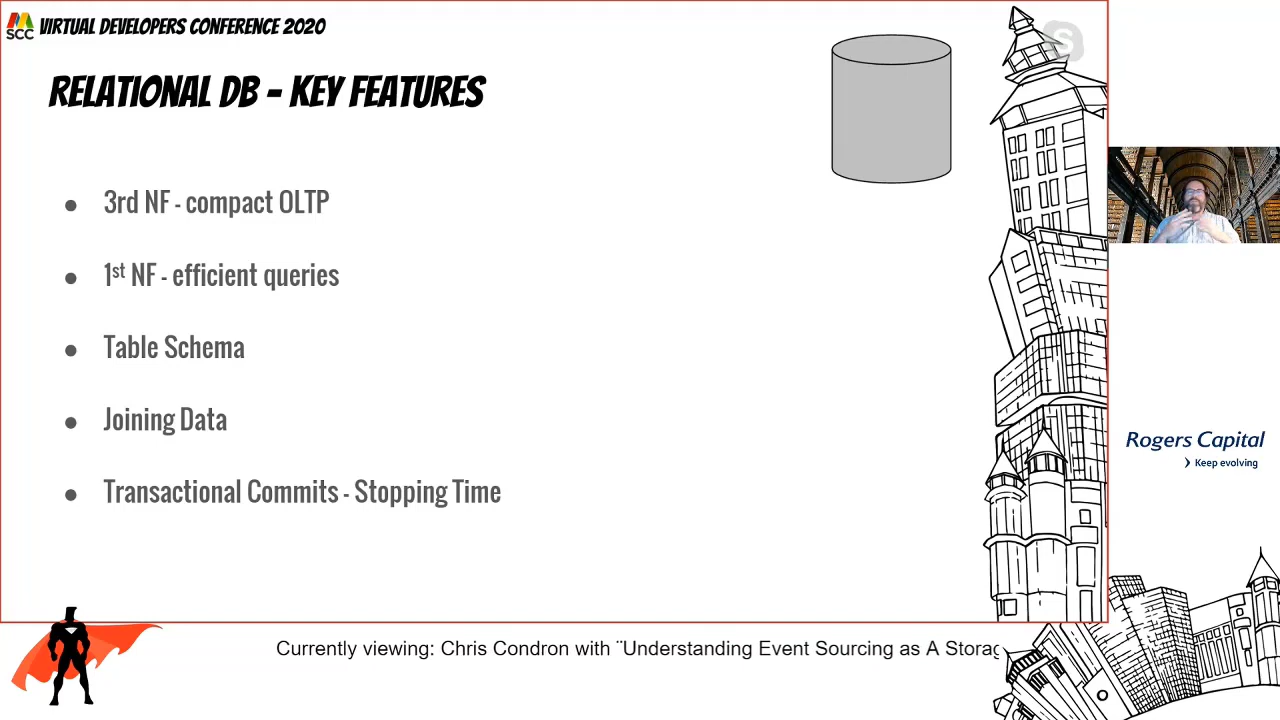 SCC VIRTUAL DEVELOPERS CONFERENCE 2020
S
RELATIONAL DB - KEY FEATURES
● 3rd NF - compact OLTP
● 1st NF - efficient queries
● Table Schema
● Joining Data
● Transactional Commits - Stopping Time
Rogers Capital
Keep evolving
Currently viewing: Chris Condron with ¨Understanding Event Sourcing as A Storag